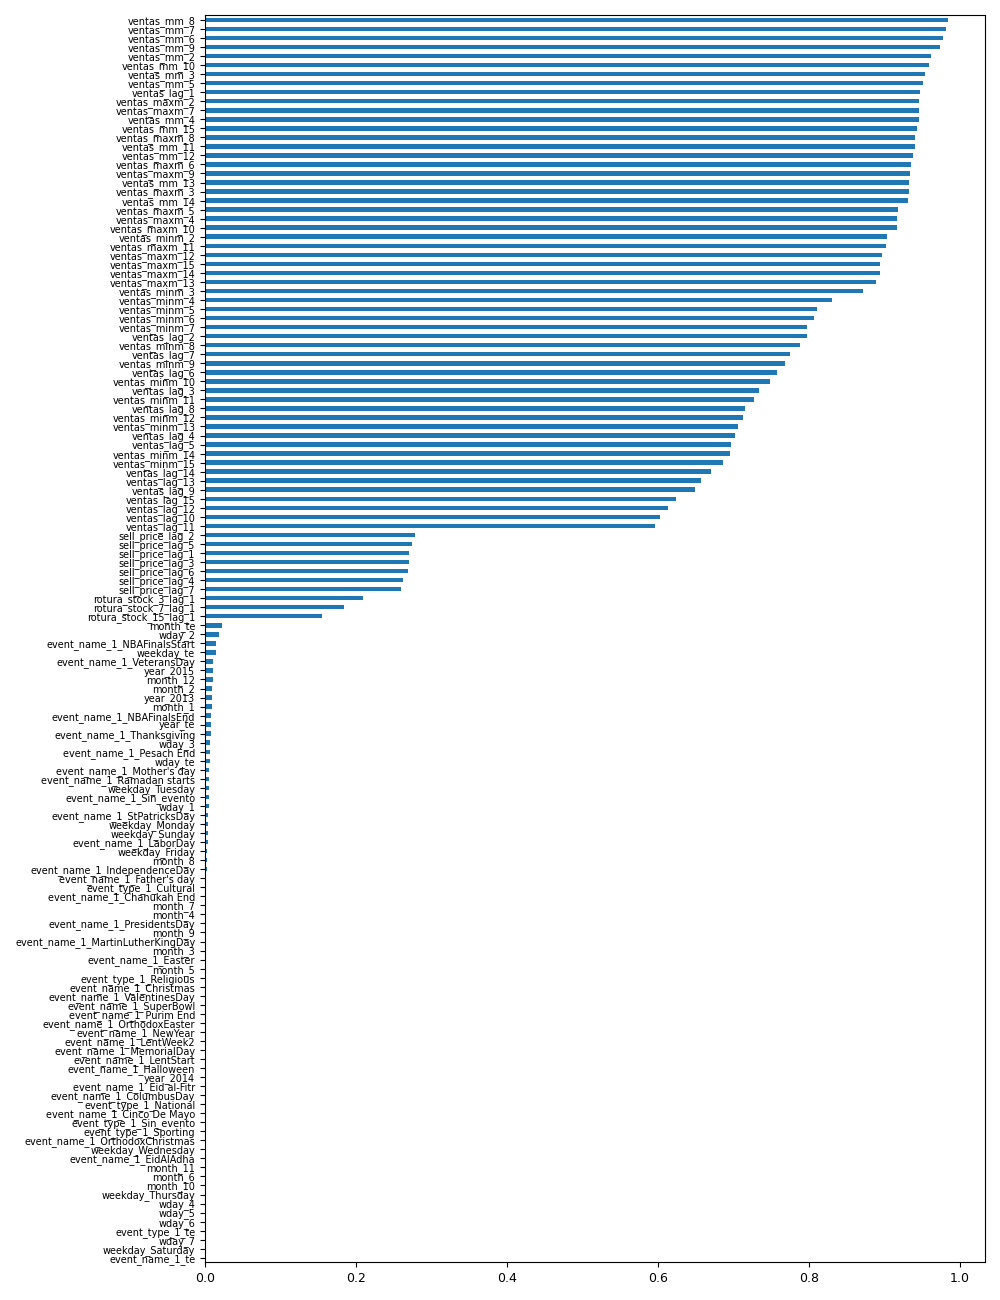 ventas_mm_8
ventas_mm_7
ventas_mm_6
ventas_mm_9
ventas_mm_2
ventas_mm_10
ventas_mm_3
ventas_mm_5
ventas_lag_1
ventas_maxm_2
ventas_maxm_7
ventas_mm_4
ventas_mm_15
ventas_maxm_8
ventas_mm_11
ventas_mm_12
ventas_maxm_6
ventas_maxm_9
ventas_mm_13
ventas_maxm_3
ventas_mm_14
ventas_maxm_5
ventas_maxm_4
ventas_maxm_10
ventas_minm_2
ventas_maxm_11
ventas_maxm_12
ventas_maxm_15
ventas_maxm_14
ventas_maxm_13
ventas_minm_3
ventas_minm_4
ventas_minm_5
ventas_minm_6
ventas_minm_7
ventas_lag_2
ventas_minm_8
ventas_lag_7
ventas_minm_9
ventas_lag_6
ventas_minm_10
ventas_lag_3
ventas_minm_11
ventas_lag_8
ventas_minm_12
ventas_minm_13
ventas_lag_4
ventas_lag_5
ventas_minm_14
ventas_minm_15
ventas_lag_14
ventas_lag_13
ventas_lag_9
ventas_lag_15
ventas_lag_12
ventas_lag_10
ventas_lag_11
sell_price_lag_2
sell_price_lag_5
sell_price_lag_1
sell_price_lag_3
sell_price_lag_6
sell_price_lag_4
sell_price_lag_7
rotura_stock_3_lag_1
rotura_stock_7_lag_1
rotura_stock_15_lag_1
month_te
wday_2
event_name_1_NBAFinalsStart
weekday_te
event_name_1_VeteransDay
year_2015
month_12
month_2
year_2013
month_1
event_name_1_NBAFinalsEnd
year_te
event_name_1_Thanksgiving
wday_3
event_name_1_Pesach End
wday_te
event_name_1_Mother's day
event_name_1_Ramadan starts
weekday_Tuesday
event_name_1_Sin_evento
wday_1
event_name_1_StPatricksDay
weekday_Monday
weekday_Sunday
event_name_1_LaborDay
weekday_Friday
month_8
event_name_1_IndependenceDay
event_name_1_Father's day
event_type_1_Cultural
event_name_1_Chanukah End
month_7
month_4
event_name_1_PresidentsDay
month_9
event_name_1_MartinLutherKingDay
month_3
event_name_1_Easter
month_5
event_type_1_Religious
event_name_1_Christmas
event_name_1_ValentinesDay
event_name_1_SuperBowl
event_name_1_Purim End
event_name_1_OrthodoxEaster
event_name_1_NewYear
event_name_1_LentWeek2
event_name_1_MemorialDay
event_name_1_LentStart
event_name_1_Halloween
year_2014
event_name_1_Eid al-Fitr
event_name_1_ColumbusDay
event_type_1_National
event_name_1_Cinco De Mayo
event_type_1_Sin_evento
event_type_1_Sporting
event_name_1_OrthodoxChristmas
weekday_Wednesday
event_name_1_EidAlAdha
month_11
month_6
month_10
weekday_Thursday
wday_4
wday_5
wday_6
event_type_1_te
wday_7
weekday_Saturday
event_name_1_te
0.0 0.2 0.4 0.6 0.8 1.0